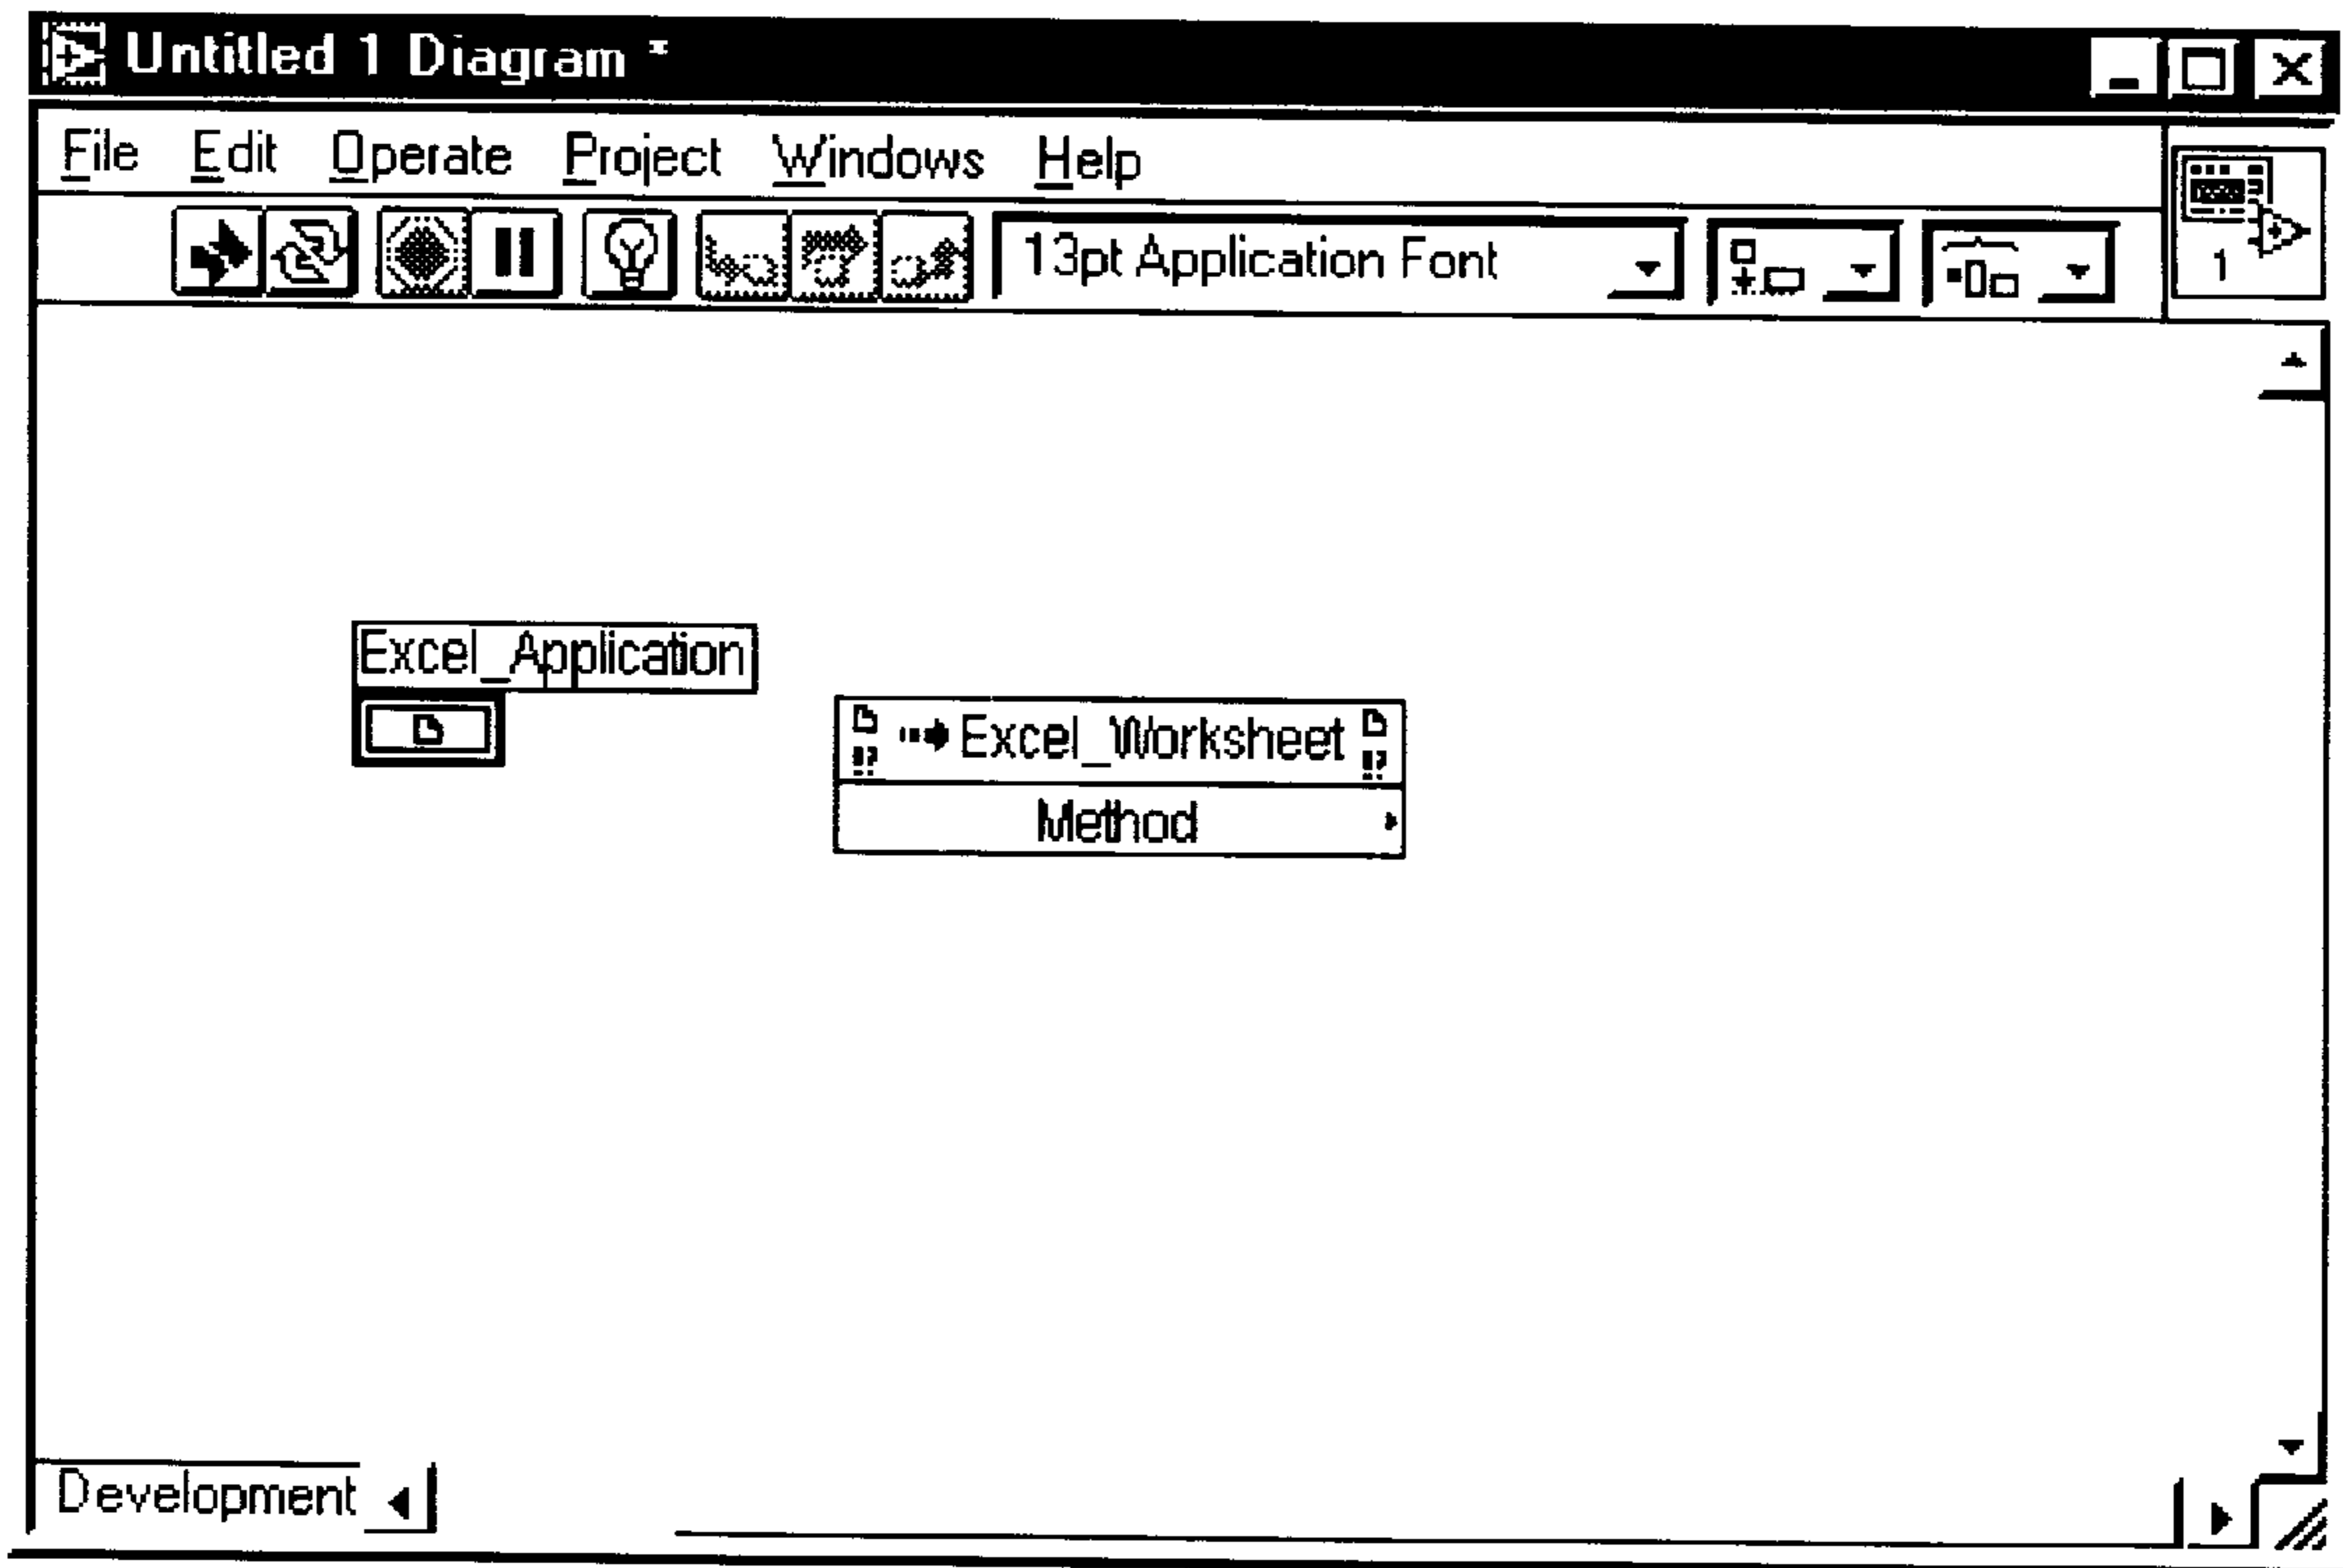 Untitled 1 Diagram *
File Edit Operate Project Windows Help
13pt Application Font
1
Excel_Application
Excel_Worksheet
Method
Development